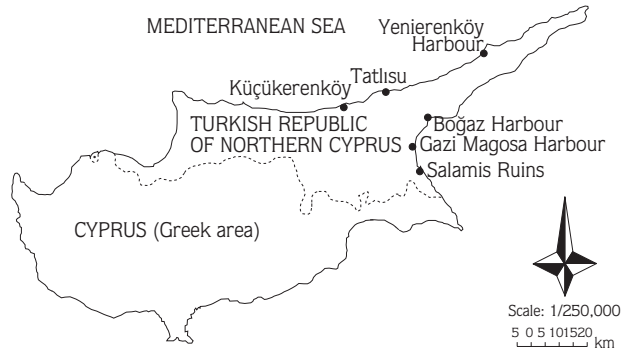 MEDITERRANEAN SEA
Yenierenköy
Harbour
Tatlısu
Küçükerenköy
TURKISH REPUBLIC
OF NORTHERN CYPRUS
Boğaz Harbour
Gazi Magosa Harbour
Salamis Ruins
CYPRUS (Greek area)
Scale: 1/250,000
5 0 5 101520
km